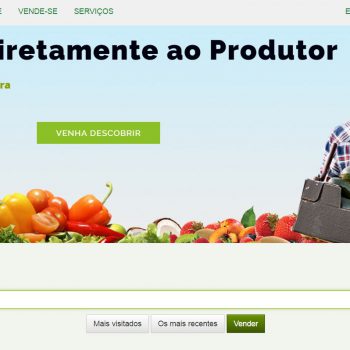 E VENDE-SE SERVIÇOS E
iretamente ao Produtor
ra
VENHA DESCOBRIR
Mais visitados Os mais recentes Vender